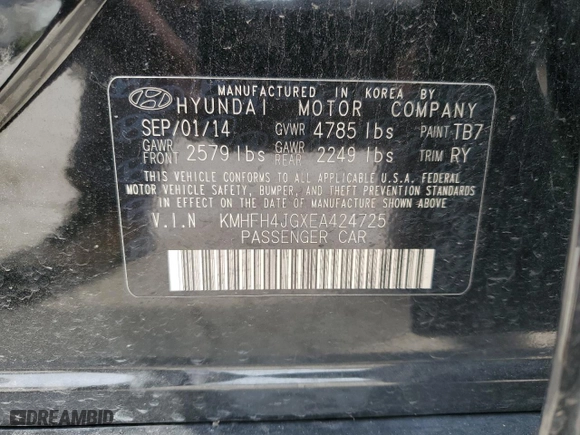 MANUFACTURED IN KOREA BY
HYUNDAI MOTOR COMPANY
SEP/01/14 GVWR 4785 lbs PAINT TB7
GAWR FRONT 2579 lbs GAWR REAR 2249 lbs TRIM RY
THIS VEHICLE CONFORMS TO ALL APPLICABLE U.S.A. FEDERAL
MOTOR VEHICLE SAFETY, BUMPER, AND THEFT PREVENTION STANDARDS
IN EFFECT ON THE DATE OF MANUFACTURE SHOWN ABOVE.
V.I.N KMHFH4JGXEA424725
PASSENGER CAR
DREAMBID